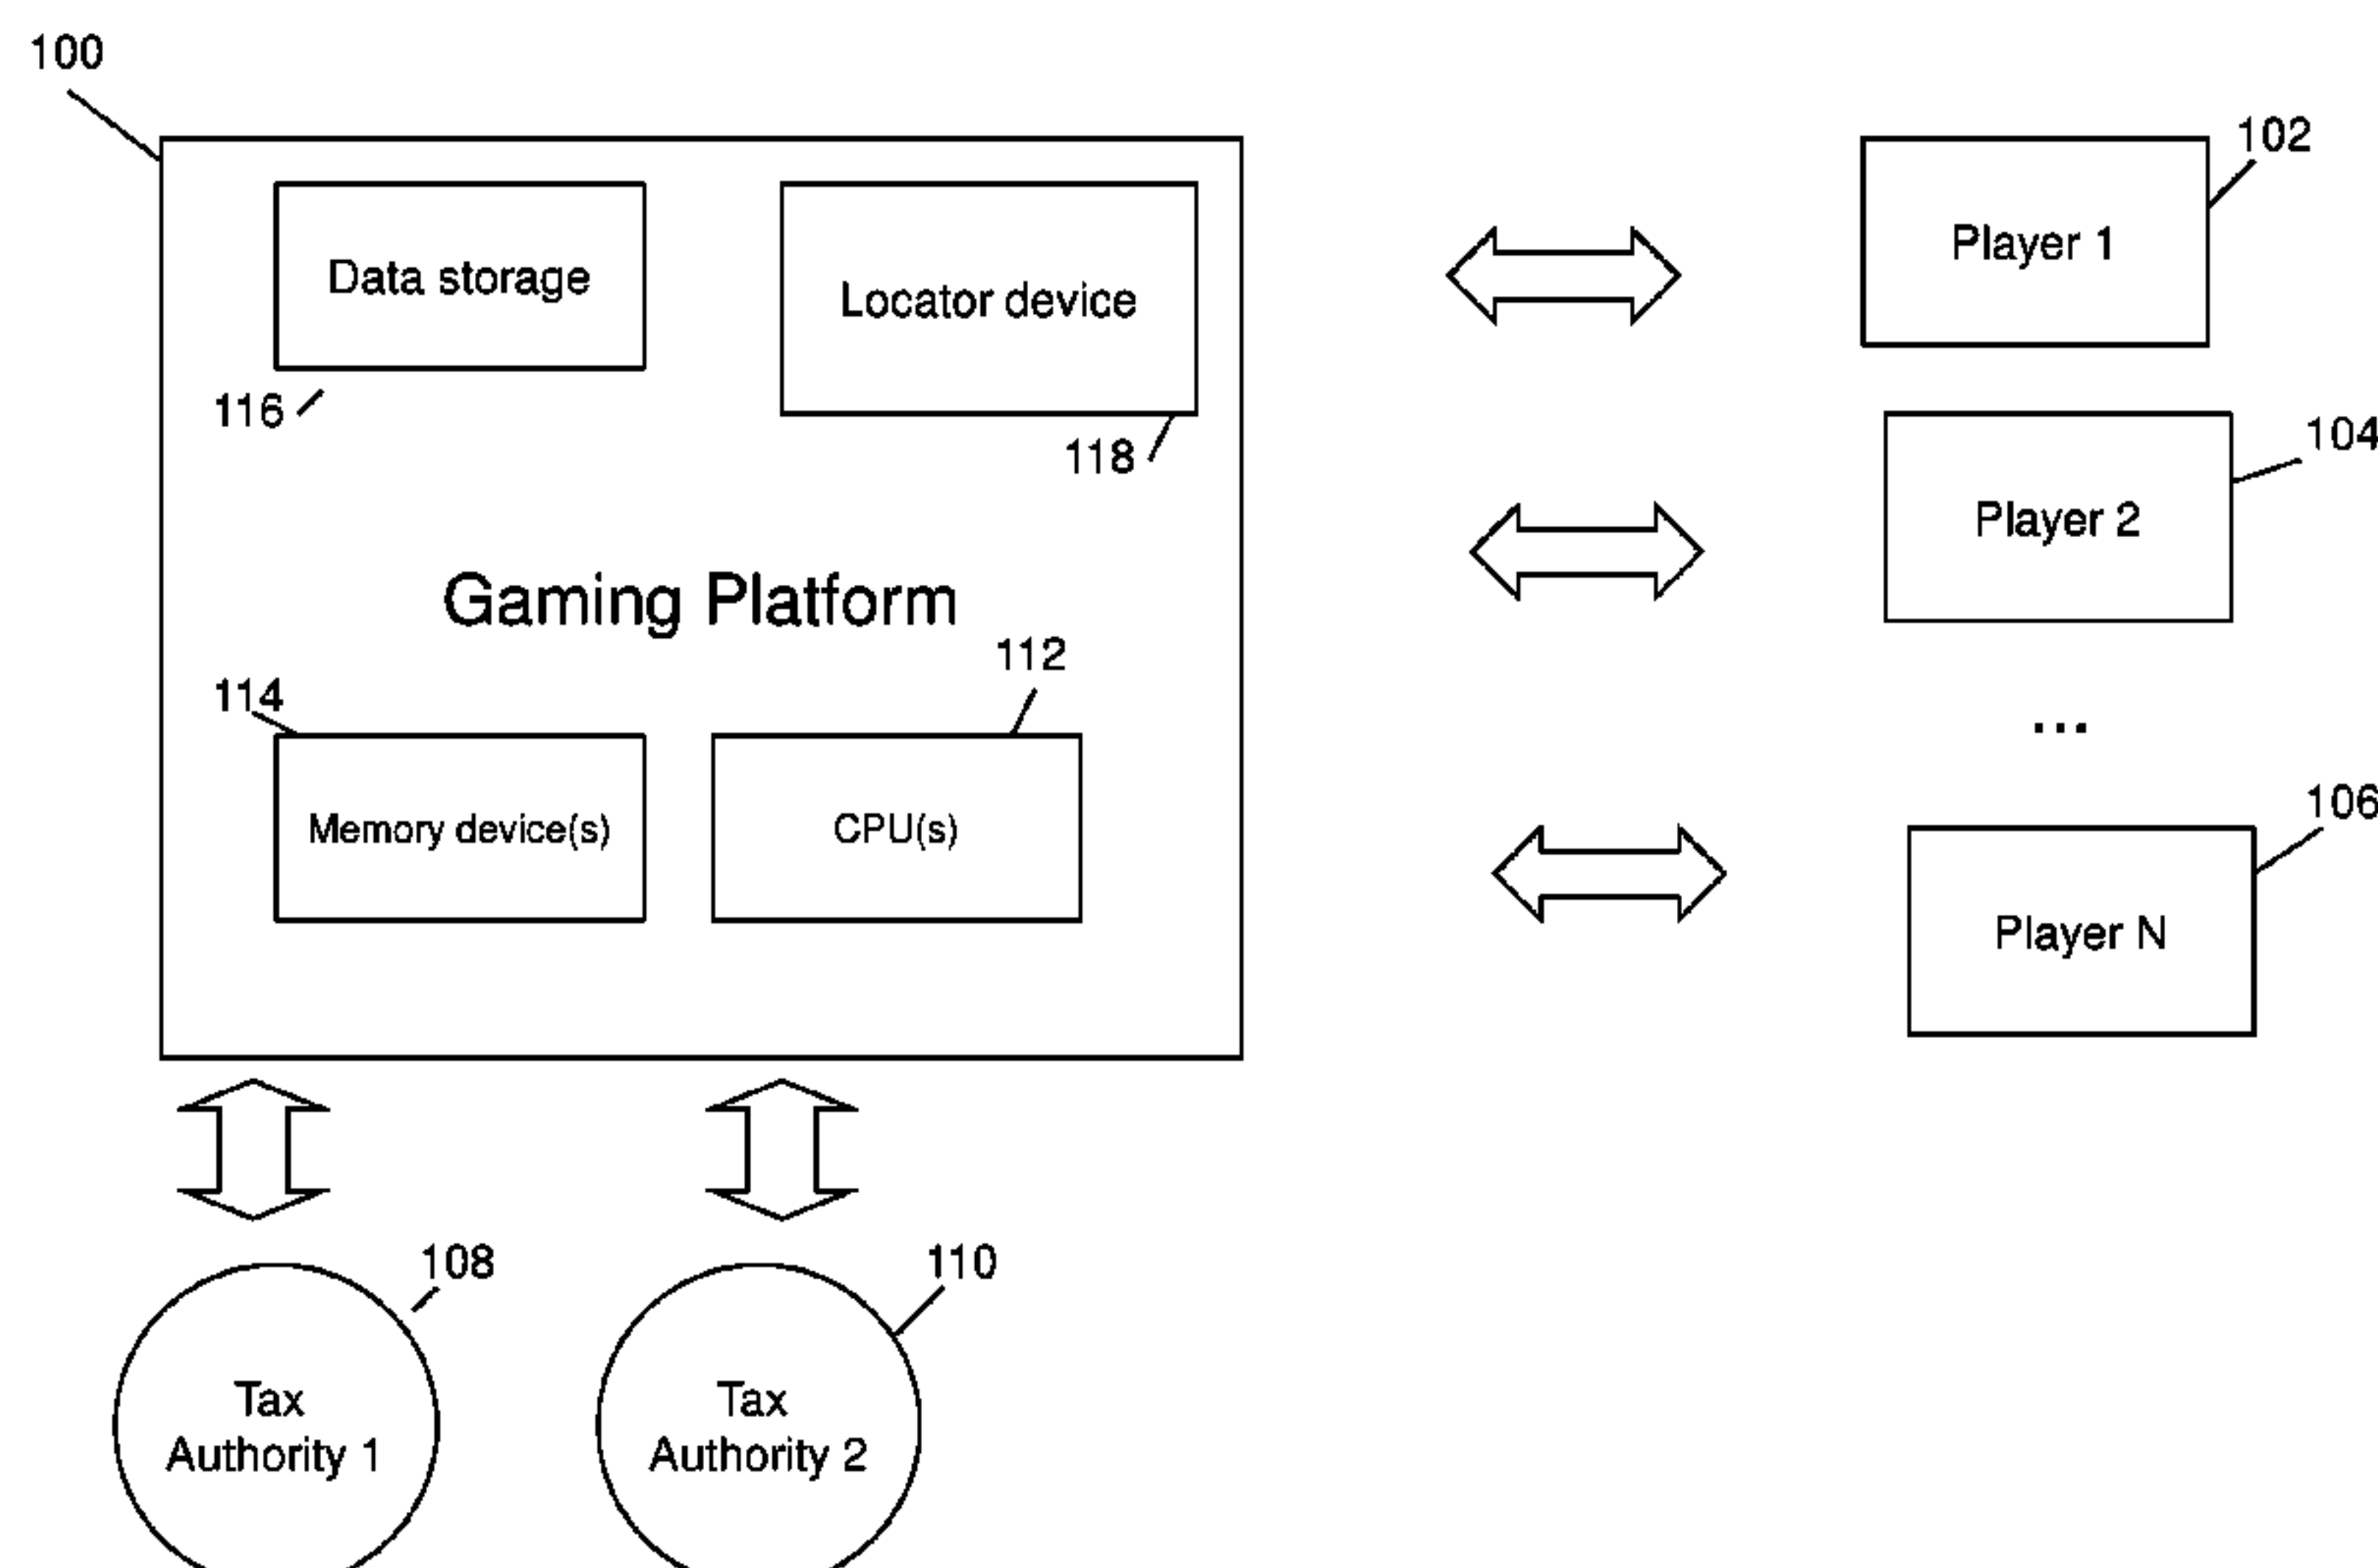 100
102
Player 1
Data storage
Locator device
116
118
104
Player 2
Gaming Platform
112
114
...
106
Memory device(s)
CPU(s)
Player N
108
110
Tax
Authority 1
Tax
Authority 2